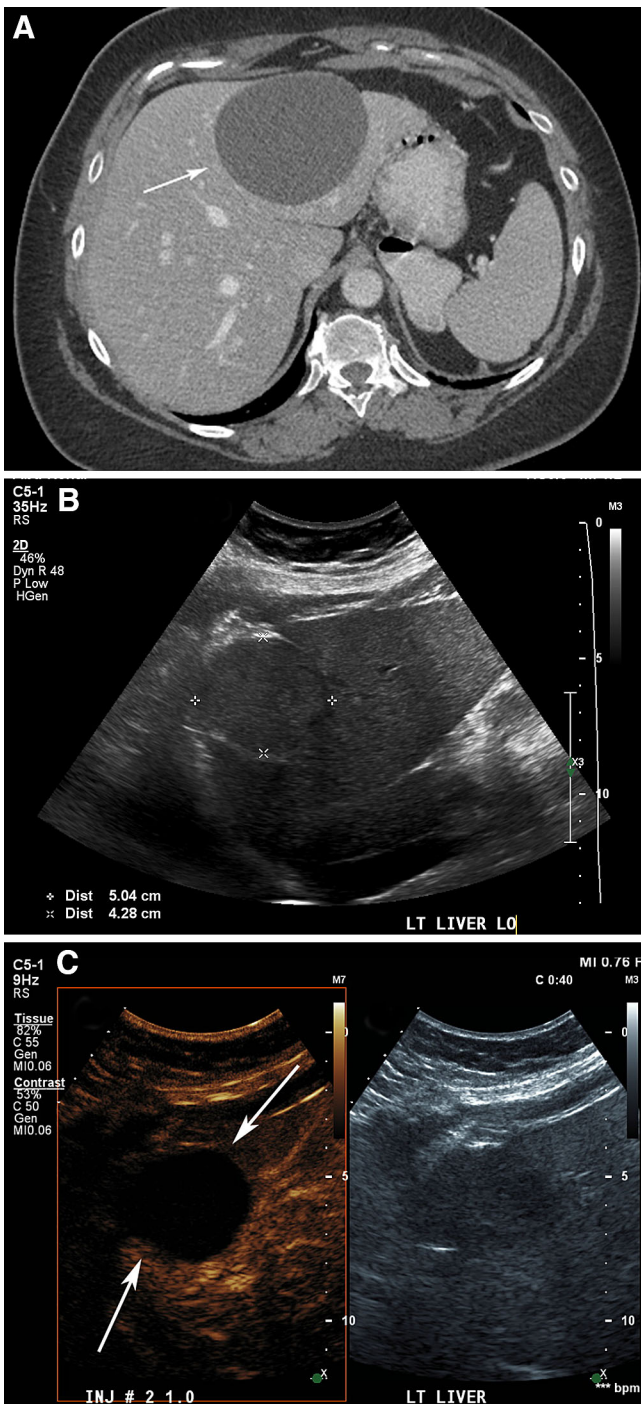 A
C5-1
35Hz
RS
B
M3
2D
46%
Dyn R 48
P Low
HGen
0
5
X3
10
Dist 5.04 cm
Dist 4.28 cm
LT LIVER LO
C
C5-1
9Hz
RS
MI 0.76
M7
C 0:40
M3
Tissue
82%
C 55
Gen
MI0.06
Contrast
53%
C 50
Gen
MI0.06
0
0
5
5
10
10
X
X
*** bpm
INJ # 2 1.0
LT LIVER